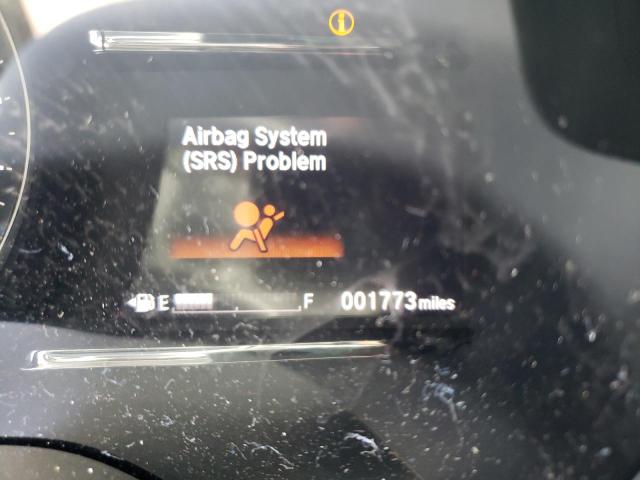 Airbag System
(SRS) Problem
E F 001773 miles